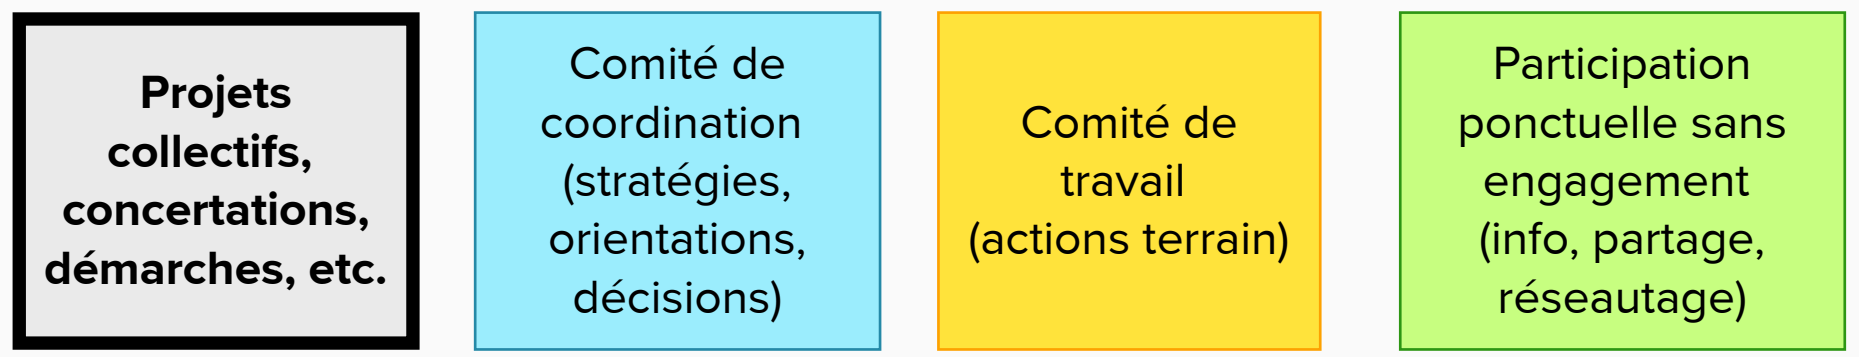 Projets
collectifs,
concertations,
démarches, etc.
Comité de
coordination
(stratégies,
orientations,
décisions)
Comité de
travail
(actions terrain)
Participation
ponctuelle sans
engagement
(info, partage,
réseautage)